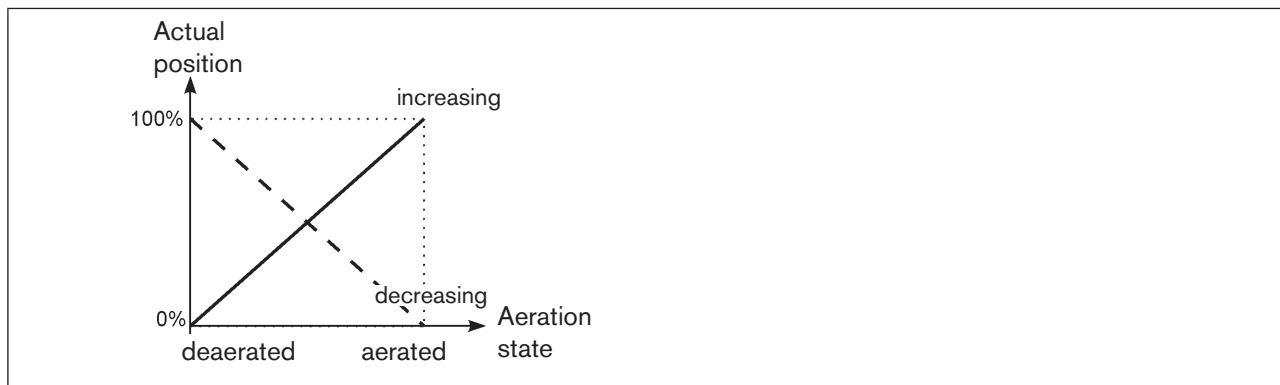 Actual
position
increasing
100%
decreasing
0%
Aeration
state
deaerated
aerated